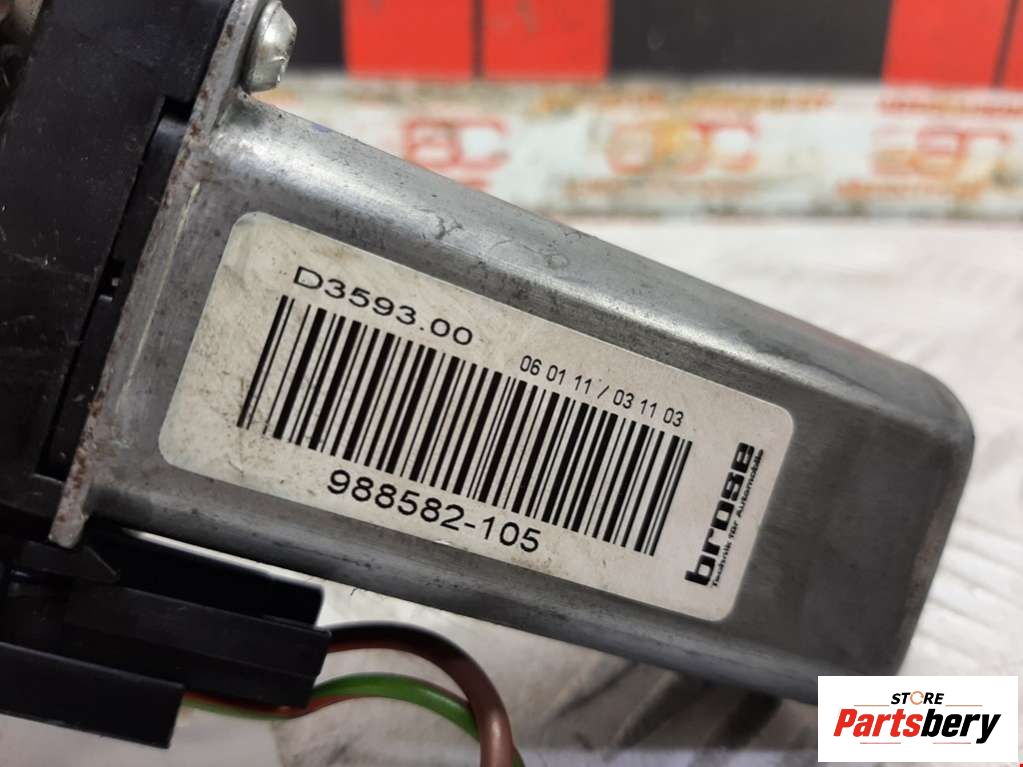 D3593.00
06 01 11 / 03 11 03
988582-105
brose
Technik für Automobile
STORE
Partsbery